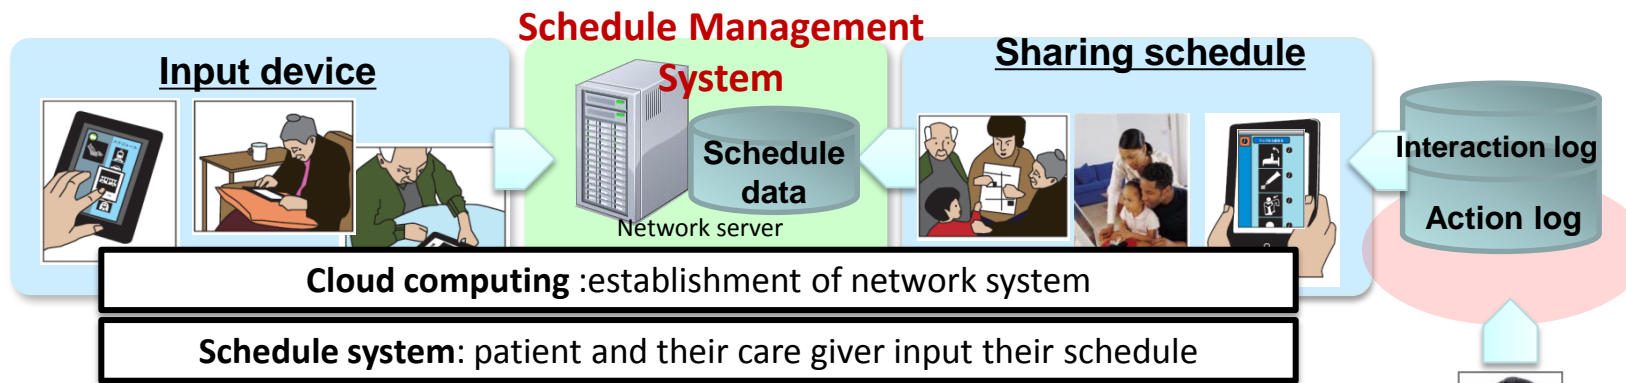 Schedule Management
System
Input device
Sharing schedule
Schedule
data
Network server
Interaction log
Action log
Cloud computing :establishment of network system
Schedule system: patient and their care giver input their schedule